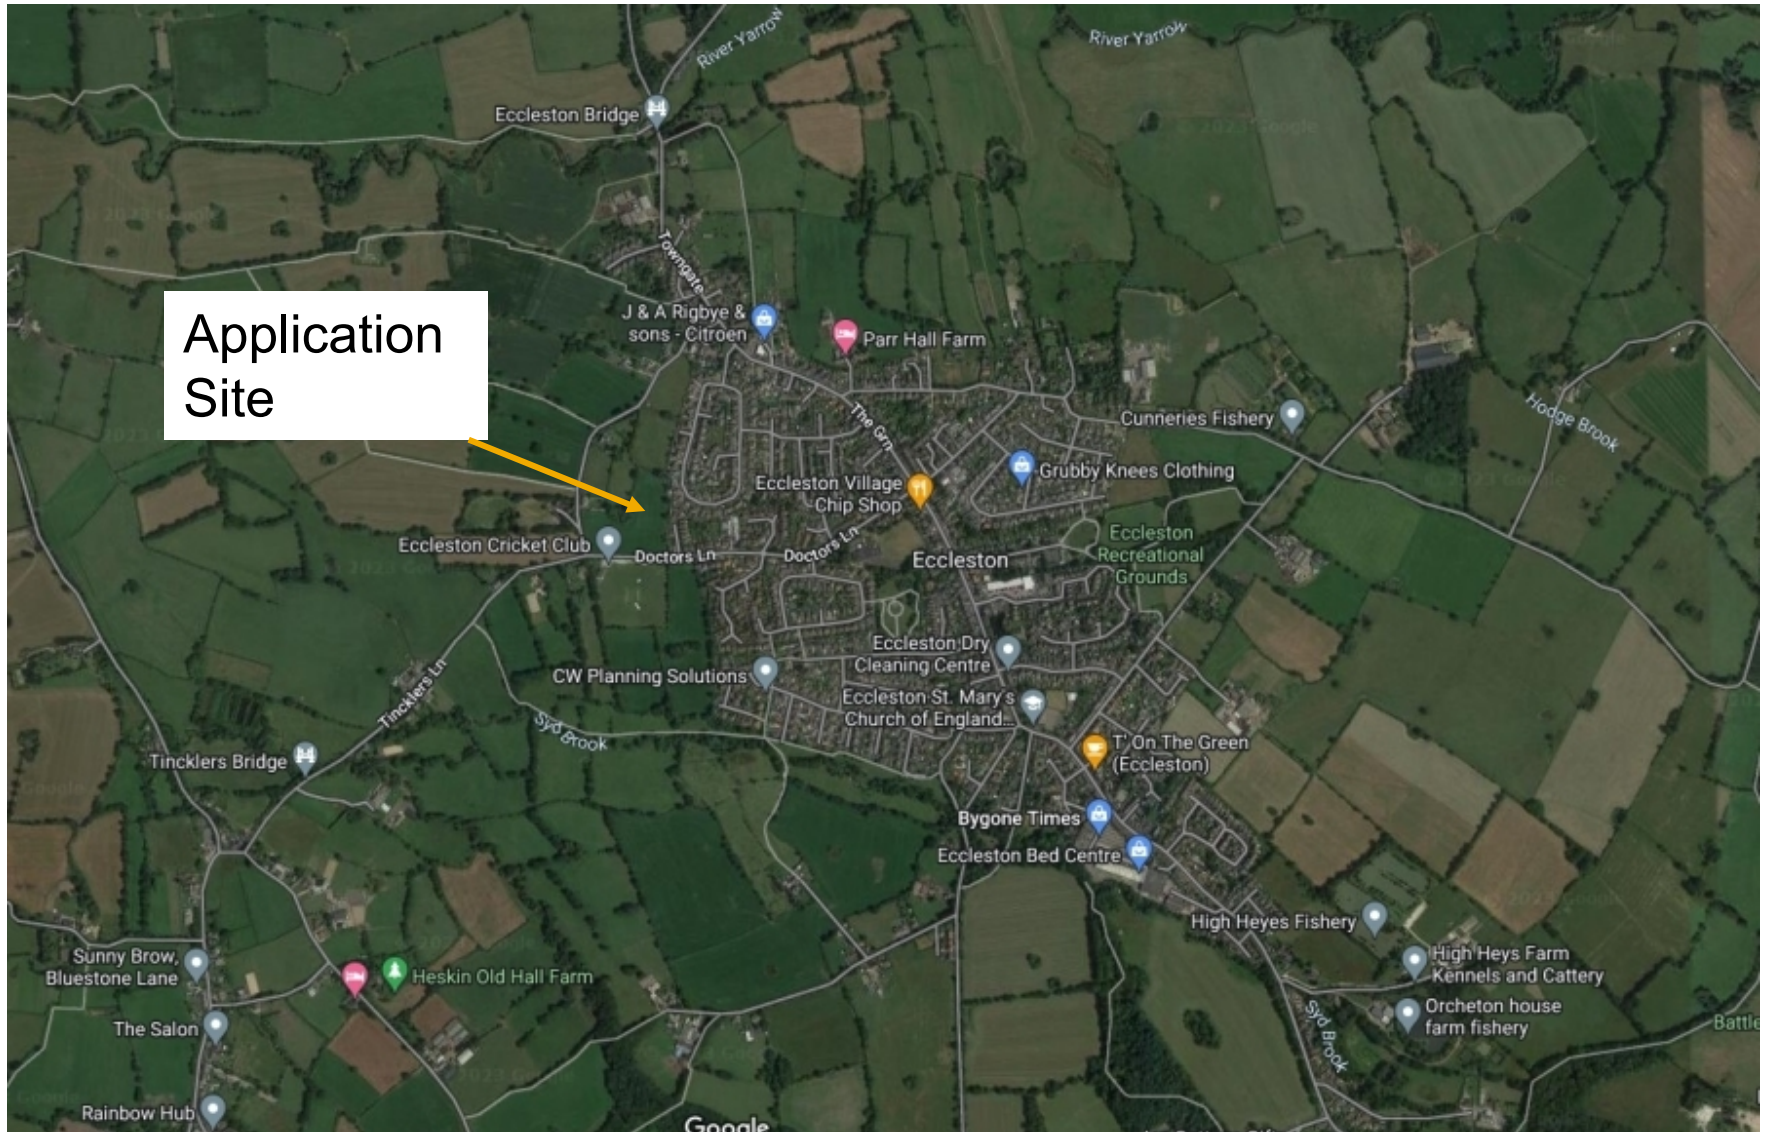 River Yarrow
River Yarrow
Eccleston Bridge
Towngate
Application
Site
J & A Rigbye &
sons - Citroen
Parr Hall Farm
The Grn
Cunneries Fishery
Hodge Brook
Grubby Knees Clothing
Eccleston Village
Chip Shop
Eccleston Cricket Club
Doctors Ln
Doctors Ln
Eccleston
Eccleston
Recreational
Grounds
Eccleston Dry
Cleaning Centre
CW Planning Solutions
Eccleston St. Mary's
Church of England...
Tincklers Ln
Syd Brook
Tincklers Bridge
T' On The Green
(Eccleston)
Bygone Times
Eccleston Bed Centre
High Heyes Fishery
High Heys Farm
Kennels and Cattery
Sunny Brow,
Bluestone Lane
Heskin Old Hall Farm
Orcheton house
farm fishery
The Salon
Syd Brook
Battle
Rainbow Hub
Google